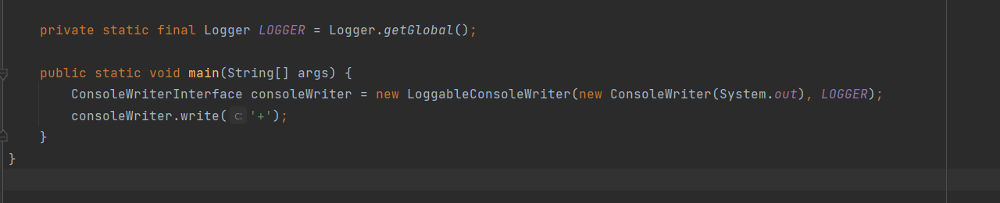 private static final Logger LOGGER = Logger.getGlobal();
public static void main(String[] args) {
ConsoleWriterInterface consoleWriter = new LoggableConsoleWriter(new ConsoleWriter(System.out), LOGGER);
consoleWriter.write( c: '+');
}
}